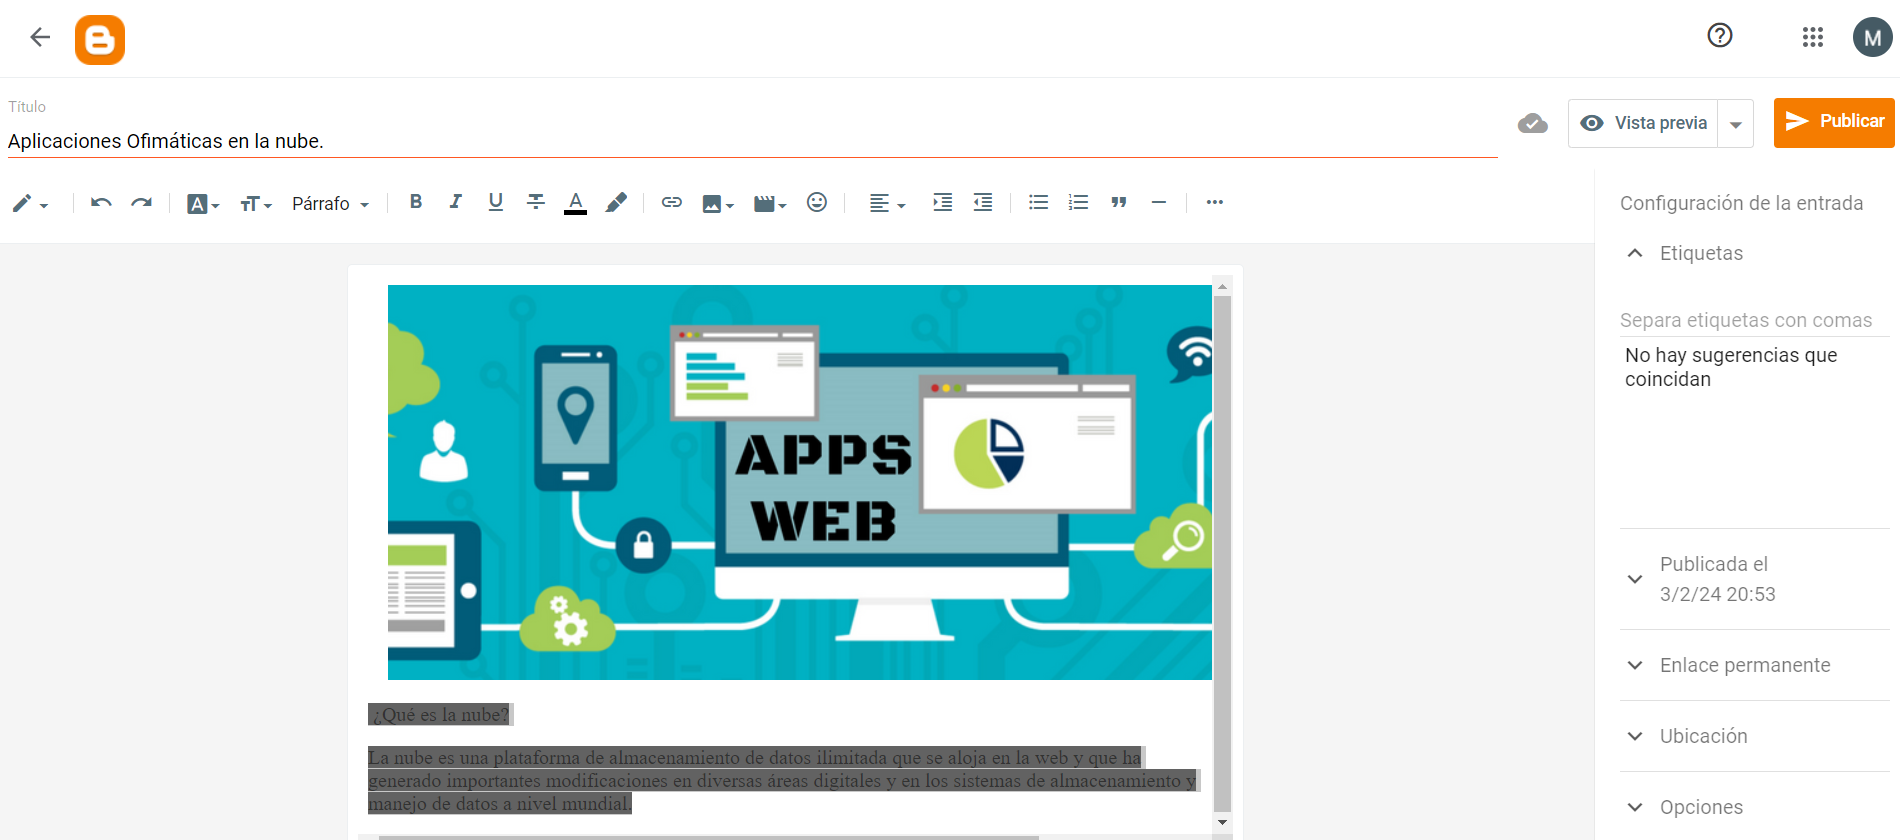 M
Título
Aplicaciones Ofimáticas en la nube.
Vista previa
Publicar
A
T
Párrafo
B
I
U
A
Configuración de la entrada
Etiquetas
Separa etiquetas con comas
No hay sugerencias que
coincidan
Publicada el
3/2/24 20:53
Enlace permanente
Ubicación
Opciones
APPS
WEB
¿Qué es la nube?
La nube es una plataforma de almacenamiento de datos ilimitada que se aloja en la web y que ha
generado importantes modificaciones en diversas áreas digitales y en los sistemas de almacenamiento y
manejo de datos a nivel mundial.